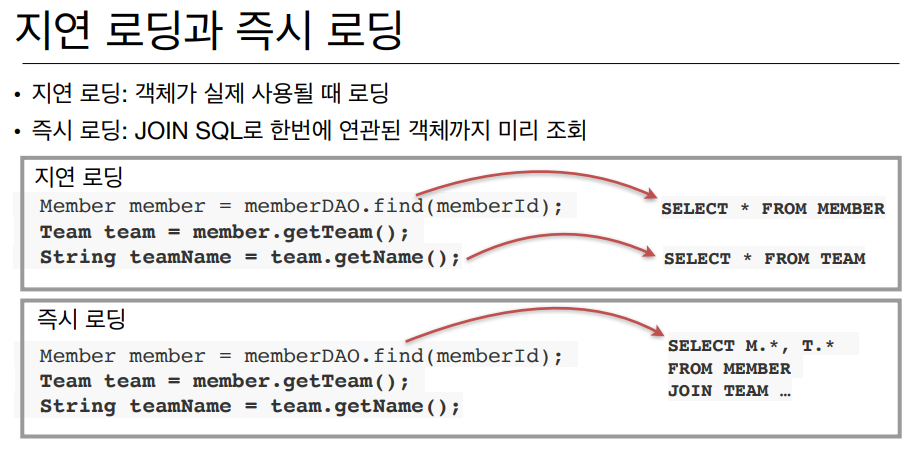 지연 로딩과 즉시 로딩
• 지연 로딩: 객체가 실제 사용될 때 로딩
• 즉시 로딩: JOIN SQL로 한번에 연관된 객체까지 미리 조회
지연 로딩
Member member = memberDAO.find(memberId);
Team team = member.getTeam();
String teamName = team.getName();
SELECT * FROM MEMBER
SELECT * FROM TEAM
즉시 로딩
Member member = memberDAO.find(memberId);
Team team = member.getTeam();
String teamName = team.getName();
SELECT M.*, T.*
FROM MEMBER
JOIN TEAM …